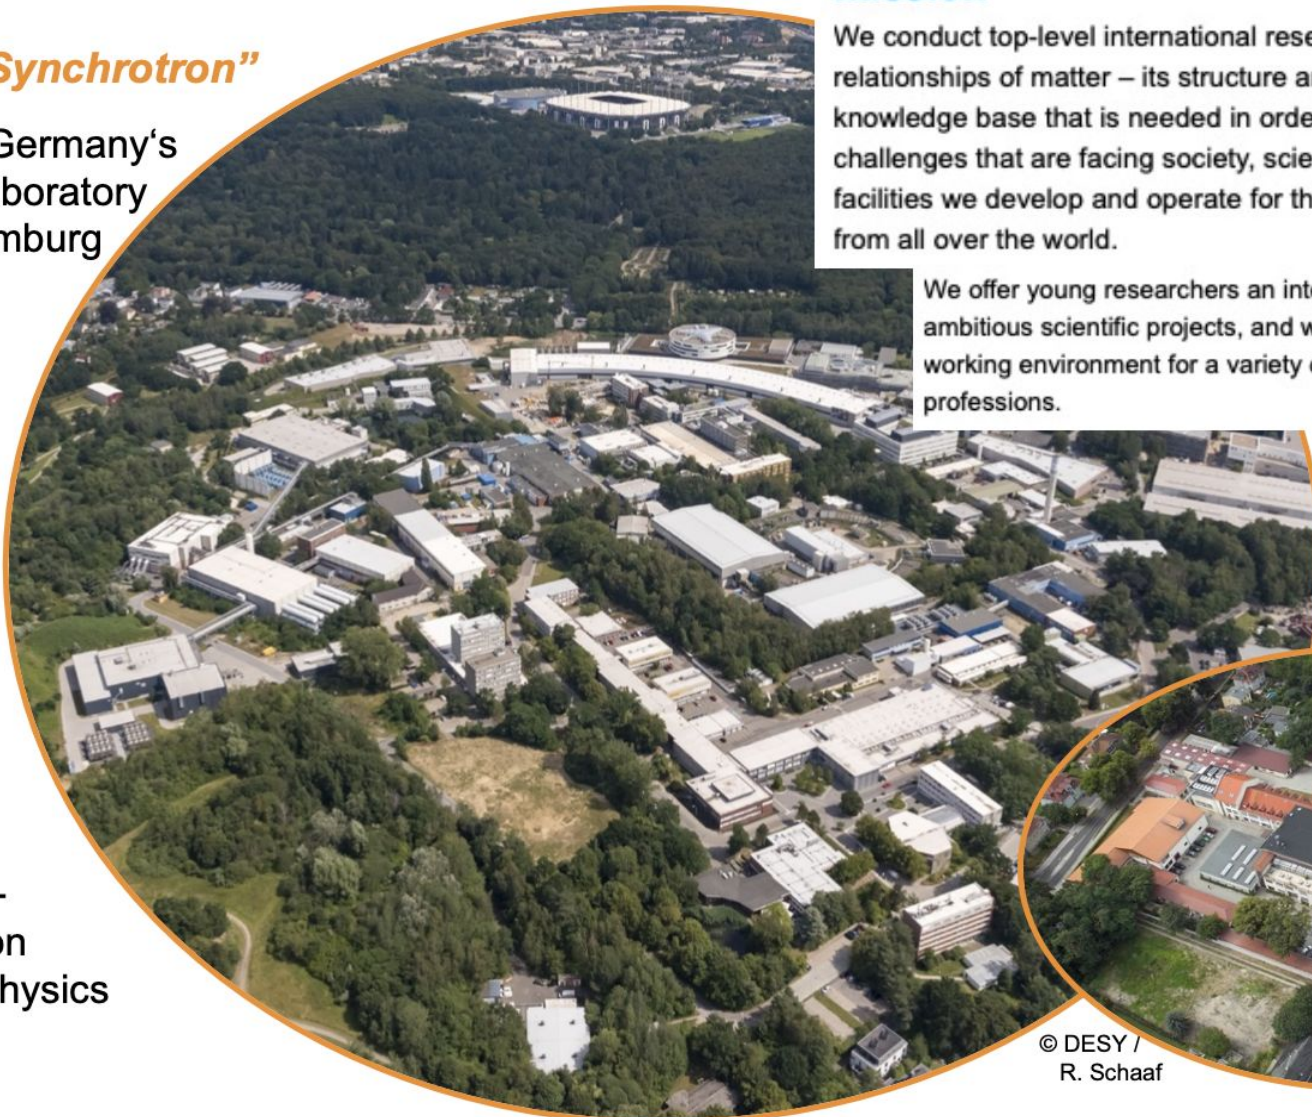 Synchrotron”
Germany‘s
boratory
mburg
We conduct top-level international rese
relationships of matter – its structure a
knowledge base that is needed in orde
challenges that are facing society, scie
facilities we develop and operate for th
from all over the world.
We offer young researchers an int
ambitious scientific projects, and w
working environment for a variety
professions.
-
on
hysics
© DESY /
R. Schaaf